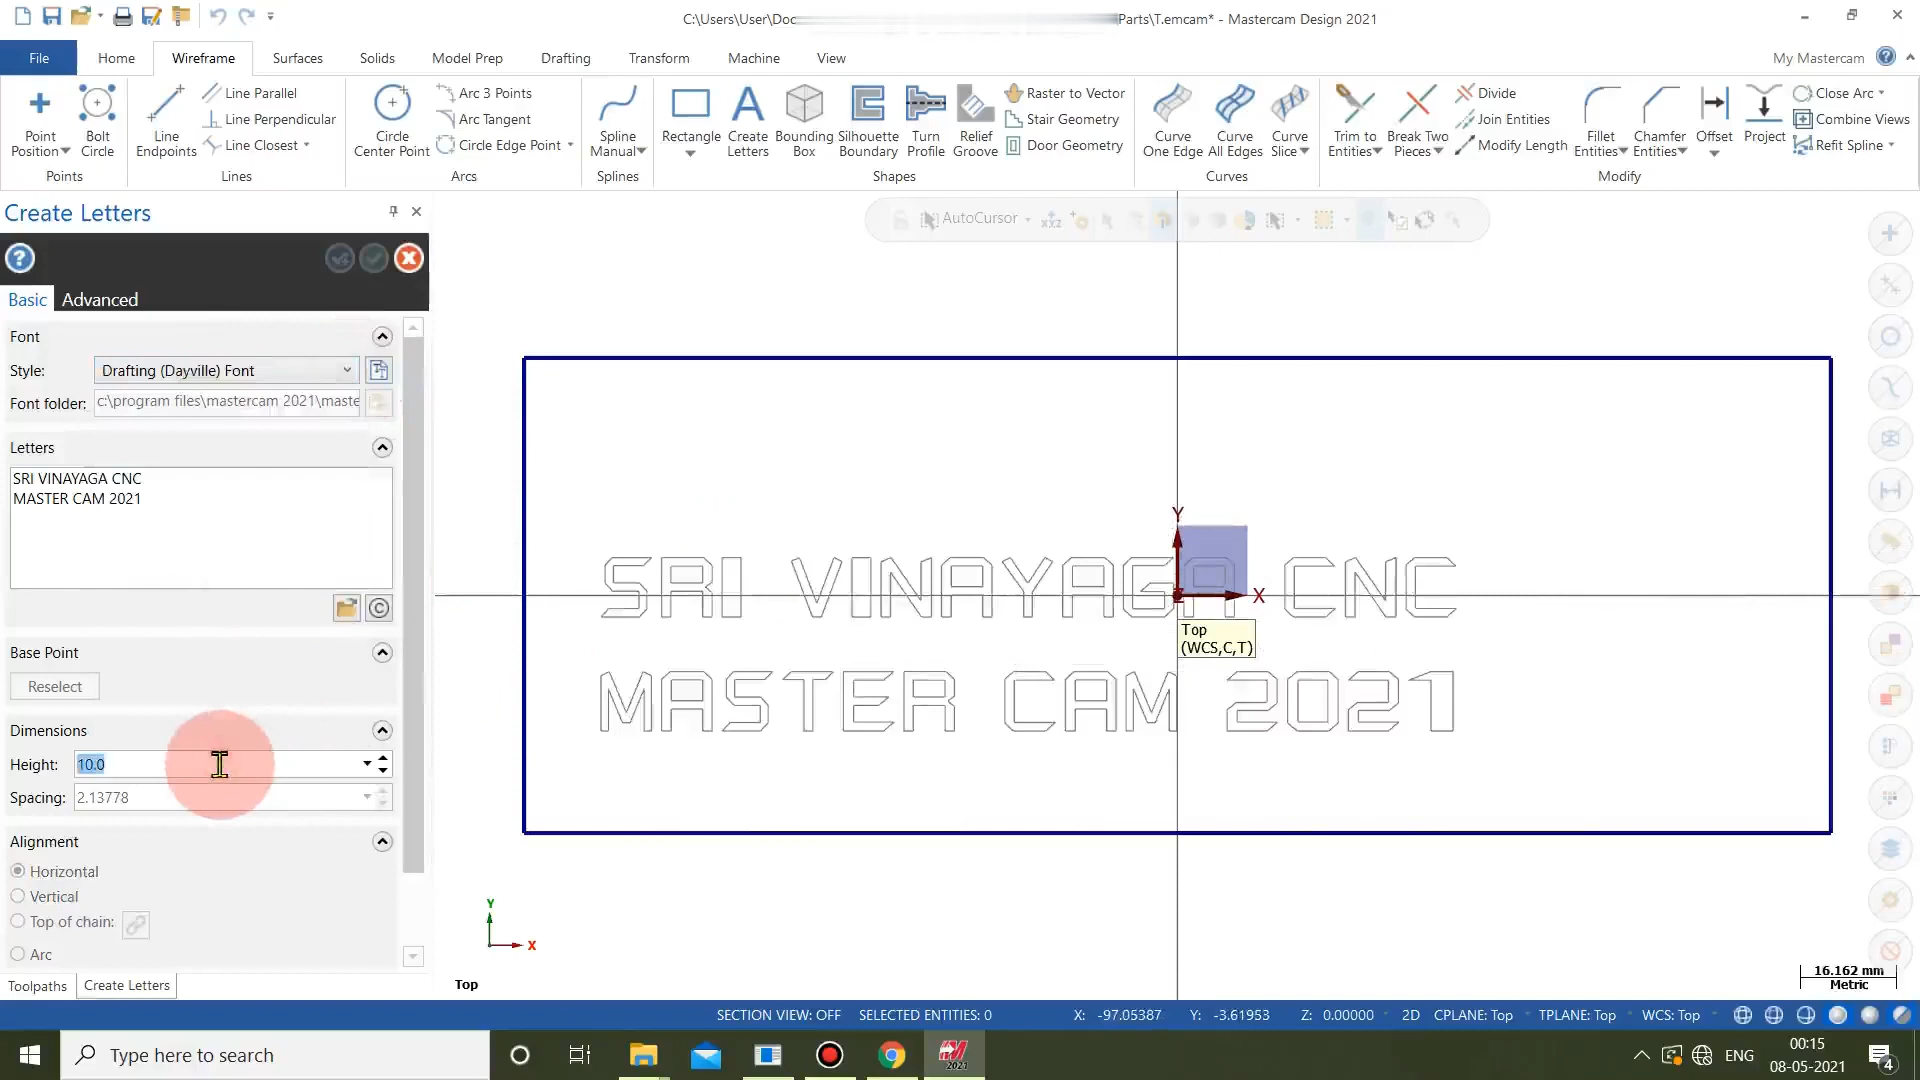 C:\Users\User\Doc Parts\T.emcam* - Mastercam Design 2021
File Home Wireframe Surfaces Solids Model Prep Drafting Transform Machine View My Mastercam
Point Position
Bolt Circle
Points
Line Endpoints
Line Parallel
Line Perpendicular
Line Closest
Lines
Circle Center Point
Arc 3 Points
Arc Tangent
Circle Edge Point
Arcs
Spline Manual
Splines
Rectangle
Create Letters
Bounding Box
Silhouette Boundary
Turn Profile
Relief Groove
Raster to Vector
Stair Geometry
Door Geometry
Shapes
Curve One Edge
Curve All Edges
Curve Slice
Curves
Trim to Entities
Break Two Pieces
Divide
Join Entities
Modify Length
Fillet Entities
Chamfer Entities
Offset
Project
Close Arc
Combine Views
Refit Spline
Modify
Create Letters
Basic Advanced
Font
Style: Drafting (Dayville) Font
Font folder: c:\program files\mastercam 2021\maste
Letters
SRI VINAYAGA CNC
MASTER CAM 2021
Base Point
Reselect
Dimensions
Height: 10.0
Spacing: 2.13778
Alignment
Horizontal
Vertical
Top of chain:
Arc
Toolpaths Create Letters
AutoCursor
XYZ
Y
SRI VINAYAGA CNC
X
Z
Top
(WCS,C,T)
MASTER CAM 2021
Y
X
Top
16.162 mm
Metric
SECTION VIEW: OFF SELECTED ENTITIES: 0 X: -97.05387 Y: -3.61953 Z: 0.00000 2D CPLANE: Top TPLANE: Top WCS: Top
Type here to search
2021
ENG
00:15
08-05-2021
4